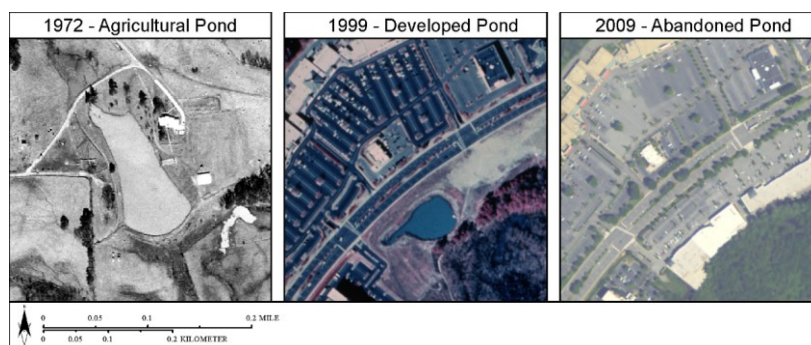 1972 - Agricultural Pond
1999 - Developed Pond
2009 - Abandoned Pond
0 0.05 0.1 0.2 MILE
0 0.05 0.1 0.2 KILOMETER